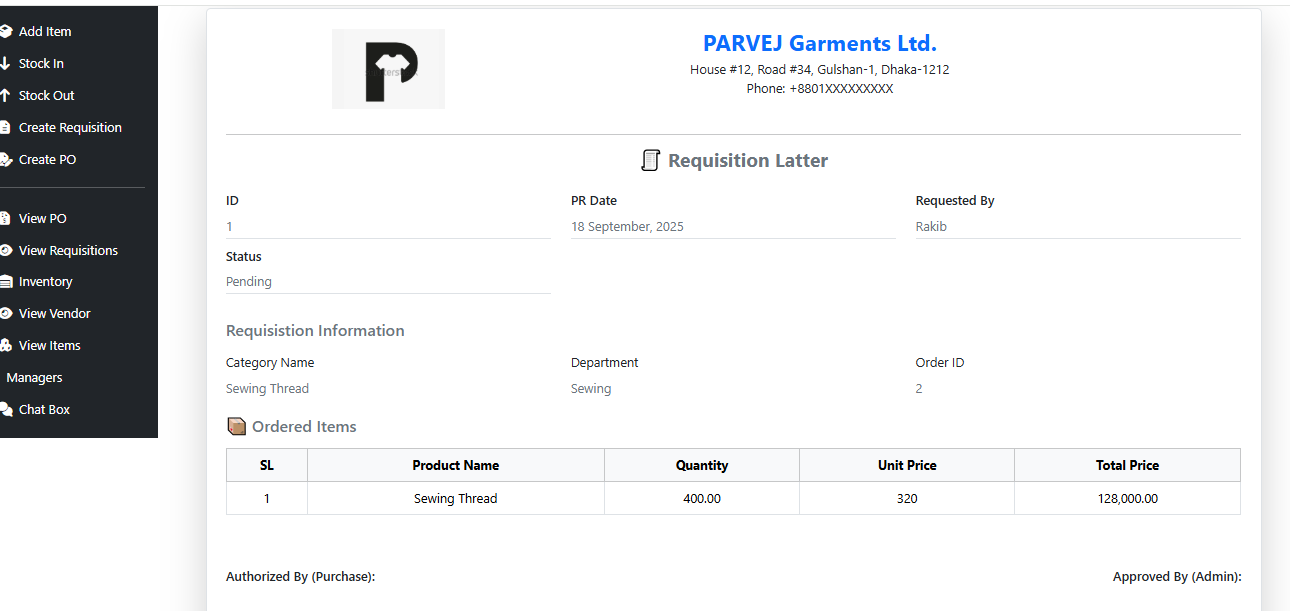 Add Item
Stock In
Stock Out
Create Requisition
Create PO
View PO
View Requisitions
Inventory
View Vendor
View Items
Managers
Chat Box
P
PARVEJ Garments Ltd.
House #12, Road #34, Gulshan-1, Dhaka-1212
Phone: +8801XXXXXXXXX
Requisition Latter
ID PR Date Requested By
1 18 September, 2025 Rakib
Status
Pending
Requisistion Information
Category Name Department Order ID
Sewing Thread Sewing 2
Ordered Items
SL Product Name Quantity Unit Price Total Price
1 Sewing Thread 400.00 320 128,000.00
Authorized By (Purchase): Approved By (Admin):